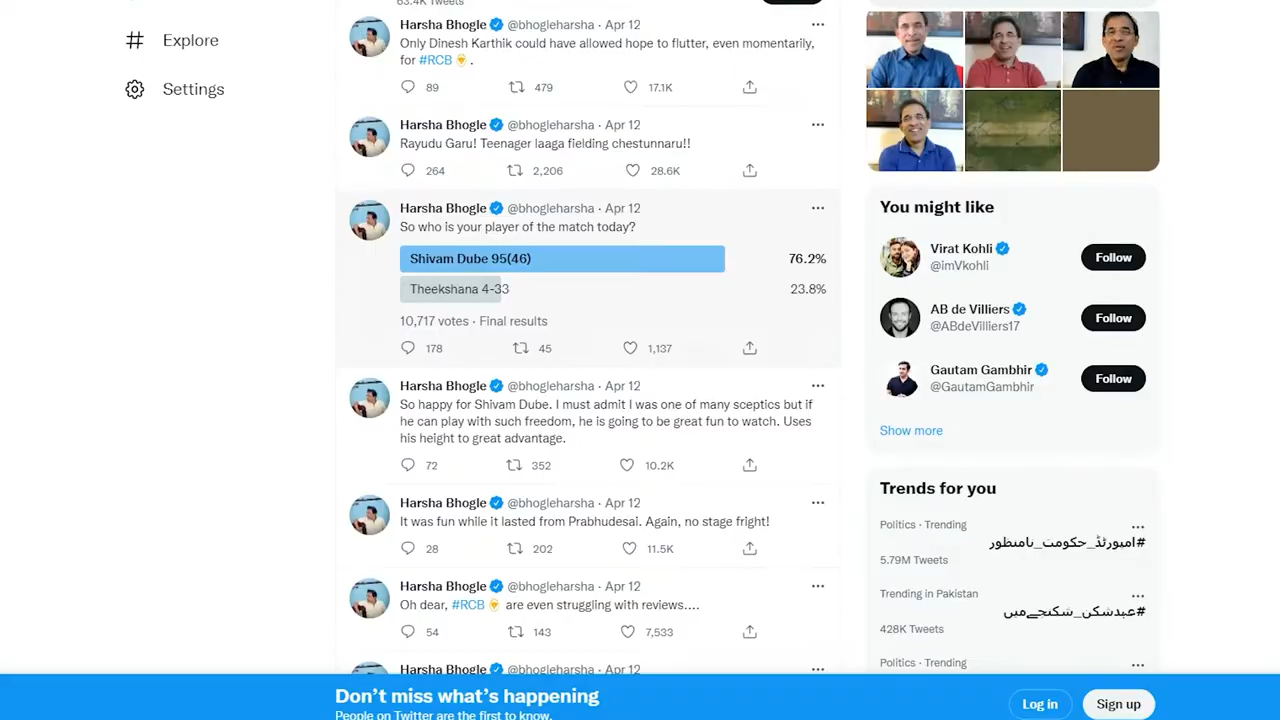 63.4K Tweets
Explore
Settings
Harsha Bhogle @bhogleharsha · Apr 12
Only Dinesh Karthik could have allowed hope to flutter, even momentarily,
for #RCB .
89 479 17.1K
Harsha Bhogle @bhogleharsha · Apr 12
Rayudu Garu! Teenager laaga fielding chestunnaru!!
264 2,206 28.6K
Harsha Bhogle @bhogleharsha · Apr 12
So who is your player of the match today?
Shivam Dube 95(46) 76.2%
Theekshana 4-33 23.8%
10,717 votes · Final results
178 45 1,137
Harsha Bhogle @bhogleharsha · Apr 12
So happy for Shivam Dube. I must admit I was one of many sceptics but if
he can play with such freedom, he is going to be great fun to watch. Uses
his height to great advantage.
72 352 10.2K
Harsha Bhogle @bhogleharsha · Apr 12
It was fun while it lasted from Prabhudesai. Again, no stage fright!
28 202 11.5K
Harsha Bhogle @bhogleharsha · Apr 12
Oh dear, #RCB are even struggling with reviews....
54 143 7,533
Harsha Bhogle @bhogleharsha · Apr 12
You might like
Virat Kohli
@imVkohli
Follow
AB de Villiers
@ABdeVilliers17
Follow
Gautam Gambhir
@GautamGambhir
Follow
Show more
Trends for you
Politics · Trending
#امپورٹڈ_حکومت_نامنظور
5.79M Tweets
Trending in Pakistan
#عہدشکن_شکنجےمیں
428K Tweets
Politics · Trending
Don't miss what's happening
People on Twitter are the first to know.
Log in
Sign up